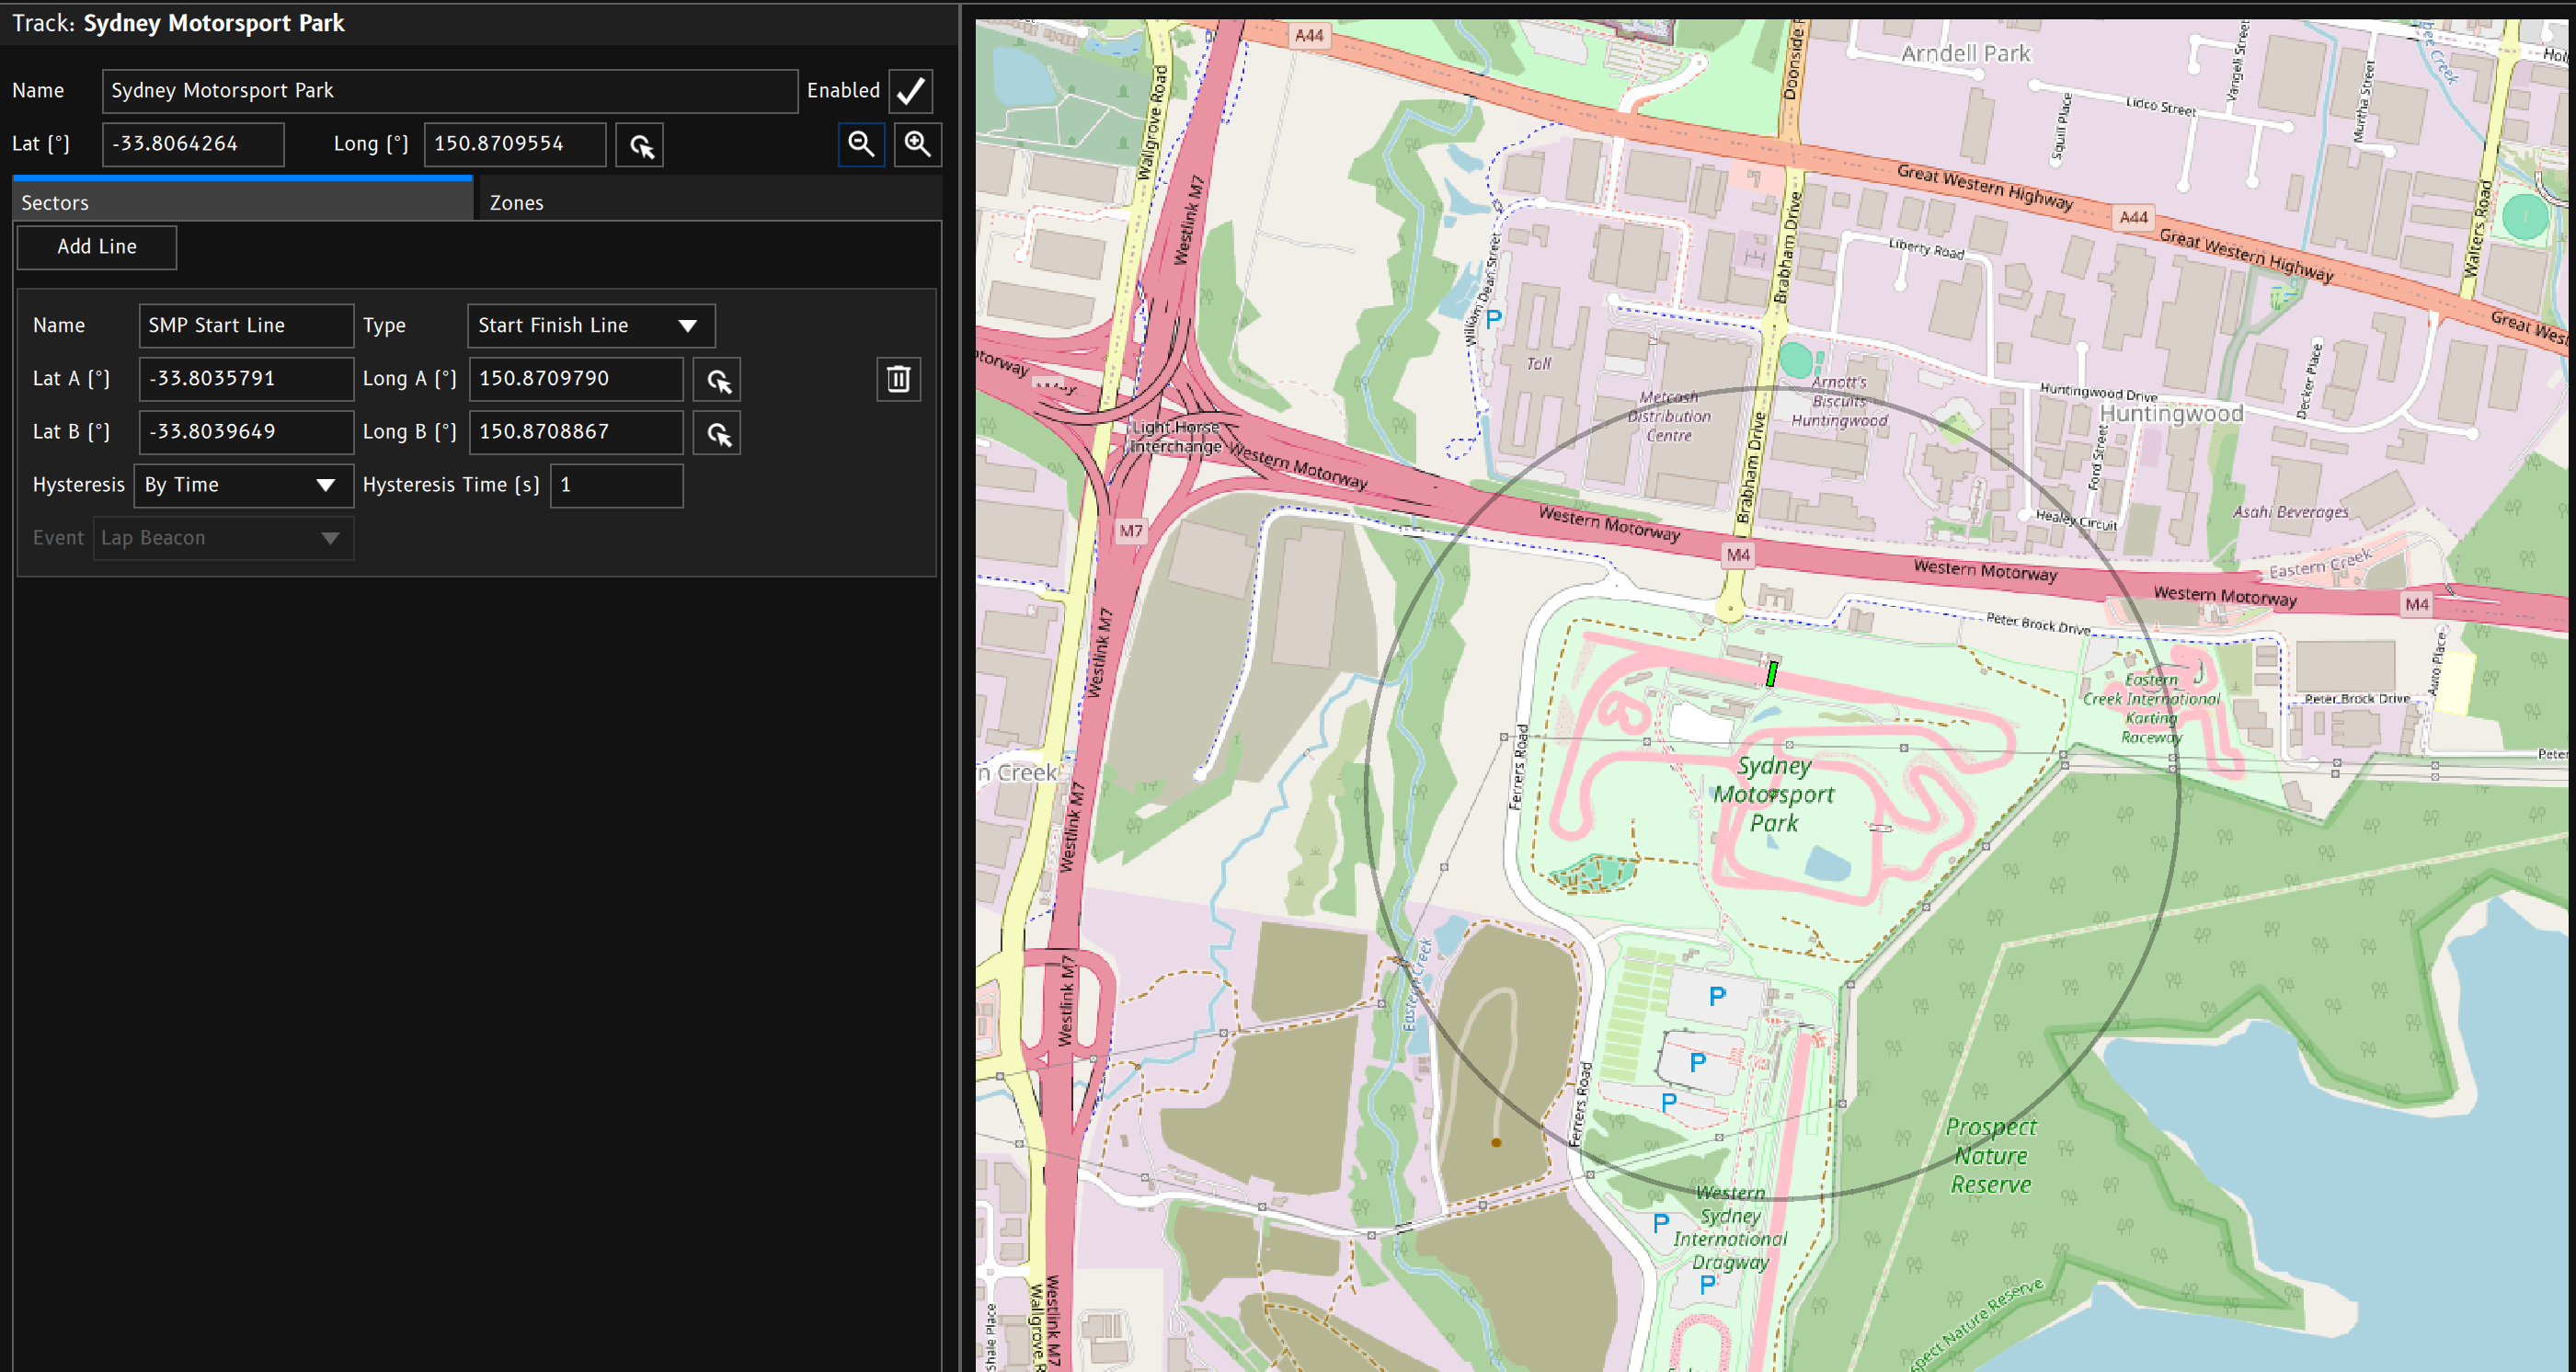 Track: Sydney Motorsport Park
Name Sydney Motorsport Park Enabled
Lat (°) -33.8064264 Long (°) 150.8709554
Sectors Zones
Add Line
Name SMP Start Line Type Start Finish Line
Lat A (°) -33.8035791 Long A (°) 150.8709790
Lat B (°) -33.8039649 Long B (°) 150.8708867
Hysteresis By Time Hysteresis Time (s) 1
Event Lap Beacon
A44
Arndell Park
Wallgrove Road
Westlink M7
Lidco Street
Squill Place
Vangeli Street
Murtha Street
Walters Road
Great Western Highway
A44
Great Western Highway
Great West
Brabham Drive
Liberty Road
William Dean Street
P
Toll
Metcash
Distribution
Centre
Arnott's
Biscuits
Huntingwood
Huntingwood Drive
Huntingwood
Decker Place
Ford Street
Healey Circuit
Asahi Beverages
otorway
Light Horse
Interchange
Western Motorway
M7
Brabham Drive
Western Motorway
M4
Western Motorway
Eastern Creek
Western Motorway
M4
Peter Brock Drive
Auto Place
Peter Brock Drive
Peter
Westlink M7
Eastern
Creek International
Karting
Raceway
Ferrers Road
n Creek
Sydney
Motorsport
Park
Westlink M7
Westlink M7
Eastern Creek
P
P
P
Ferrers Road
Prospect
Nature
Reserve
Western
Sydney
International
Dragway
P
P
Westlink M7
Wallgrove R
Shale Place
spect Nature Reserve